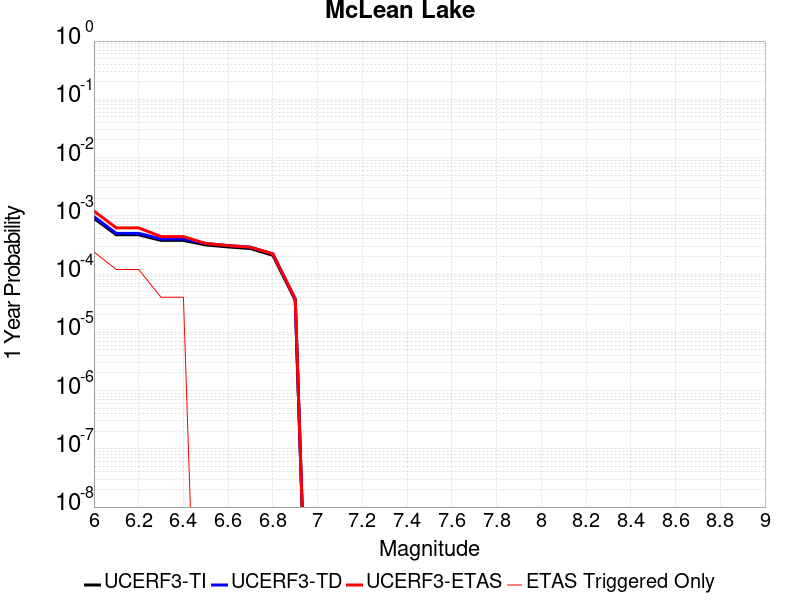 McLean Lake
10^0
10^-1
10^-2
10^-3
10^-4
10^-5
10^-6
10^-7
10^-8
1 Year Probability
6 6.2 6.4 6.6 6.8 7 7.2 7.4 7.6 7.8 8 8.2 8.4 8.6 8.8 9
Magnitude
UCERF3-TI UCERF3-TD UCERF3-ETAS ETAS Triggered Only